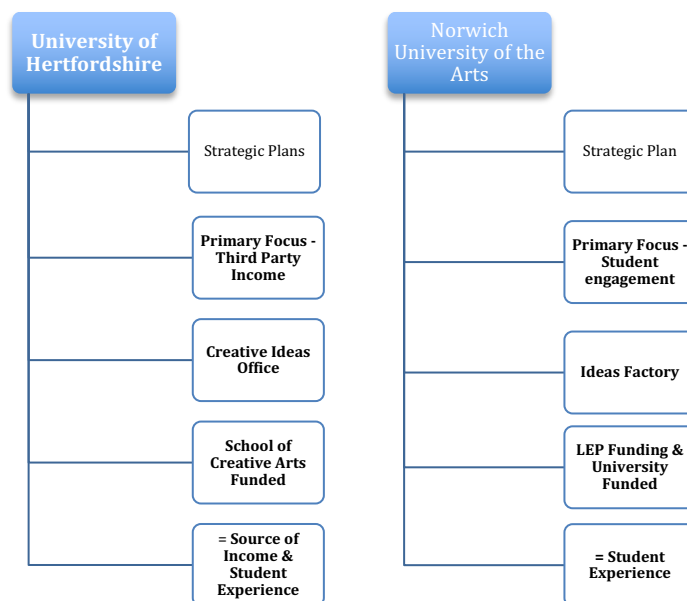 University of
Hertfordshire
Strategic Plans
Primary Focus -
Third Party
Income
Creative Ideas
Office
School of
Creative Arts
Funded
= Source of
Income &
Student
Experience
Norwich
University of the
Arts
Strategic Plan
Primary Focus -
Student
engagement
Ideas Factory
LEP Funding &
University
Funded
= Student
Experience